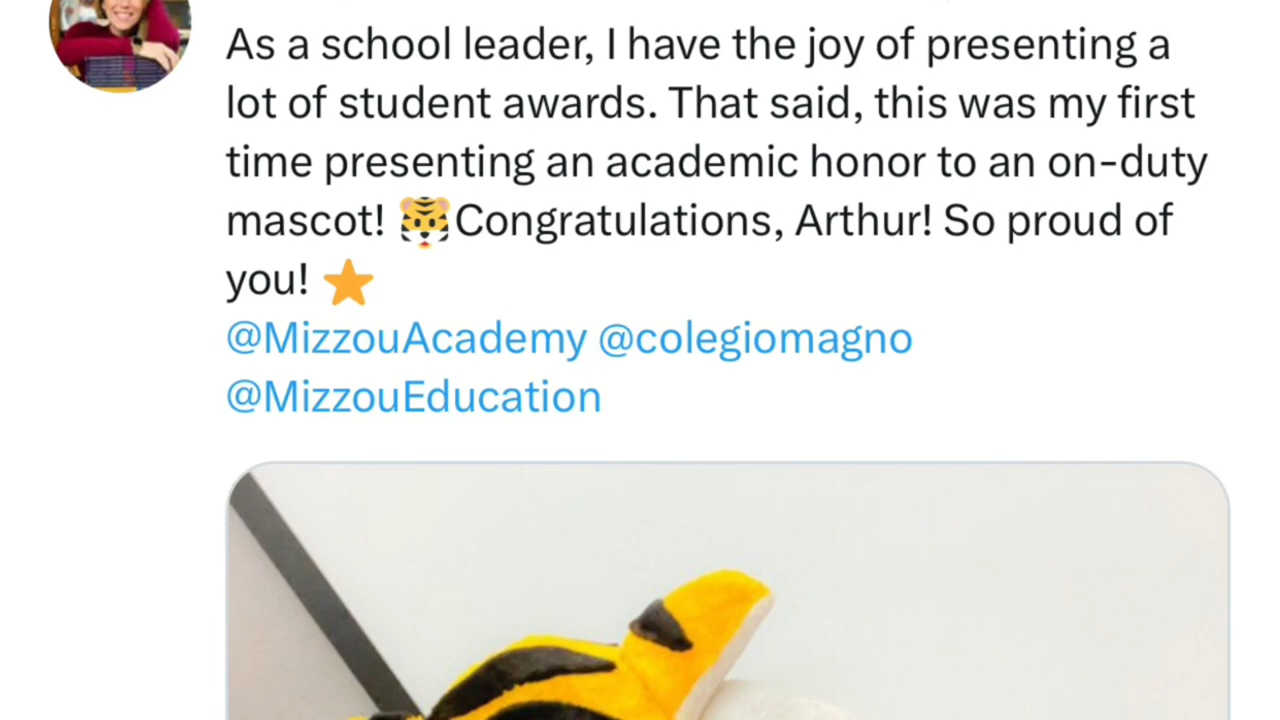 As a school leader, I have the joy of presenting a
lot of student awards. That said, this was my first
time presenting an academic honor to an on-duty
mascot! 🐯Congratulations, Arthur! So proud of
you! ⭐
@MizzouAcademy @colegiomagno
@MizzouEducation